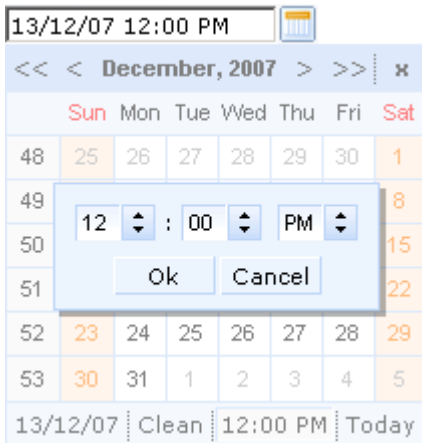 13/12/07 12:00 PM
<< < December, 2007 > >> x
Sun Mon Tue Wed Thu Fri Sat
48 25 26 27 28 29 30 1
49 8
12 : 00 PM
50 15
Ok Cancel
51 22
52 23 24 25 26 27 28 29
53 30 31 1 2 3 4 5
13/12/07 Clean 12:00 PM Today